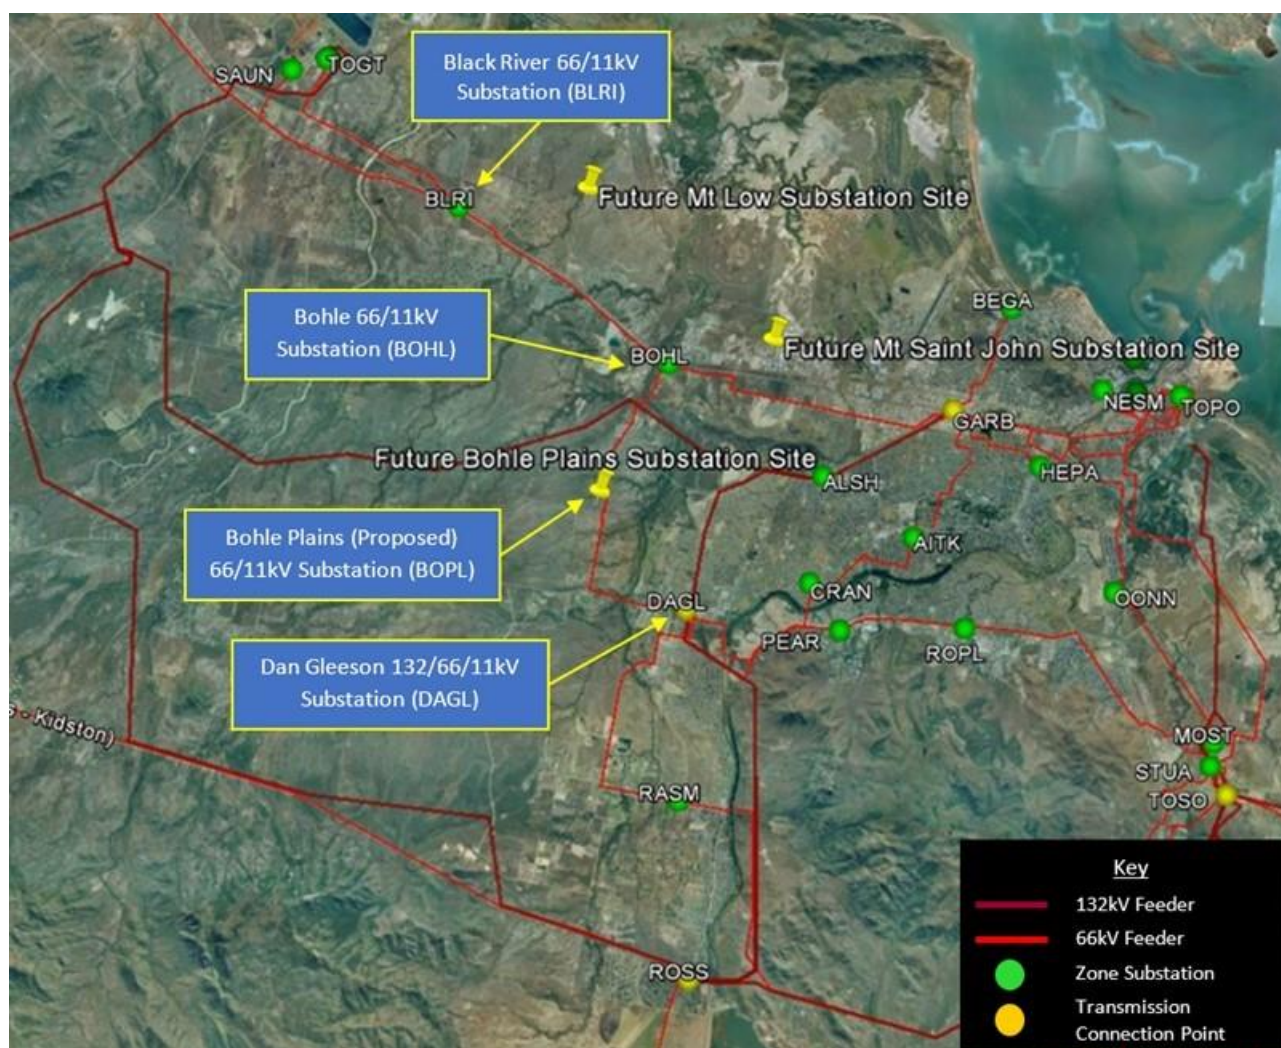 SAUN
TOGT
Black River 66/11kV
Substation (BLRI)
BLRI
Future Mt Low Substation Site
Bohle 66/11kV
Substation (BOHL)
BEGA
BOHL
Future Mt Saint John Substation Site
NESM
TOPO
GARB
Future Bohle Plains Substation Site
ALSH
HEPA
Bohle Plains (Proposed)
66/11kV Substation (BOPL)
AITK
CRAN
OONN
DAGL
PEAR
ROPL
Dan Gleeson 132/66/11kV
Substation (DAGL)
s - Kidston)
MOST
STUA
TOSO
RASM
ROSS
Key
132kV Feeder
66kV Feeder
Zone Substation
Transmission
Connection Point